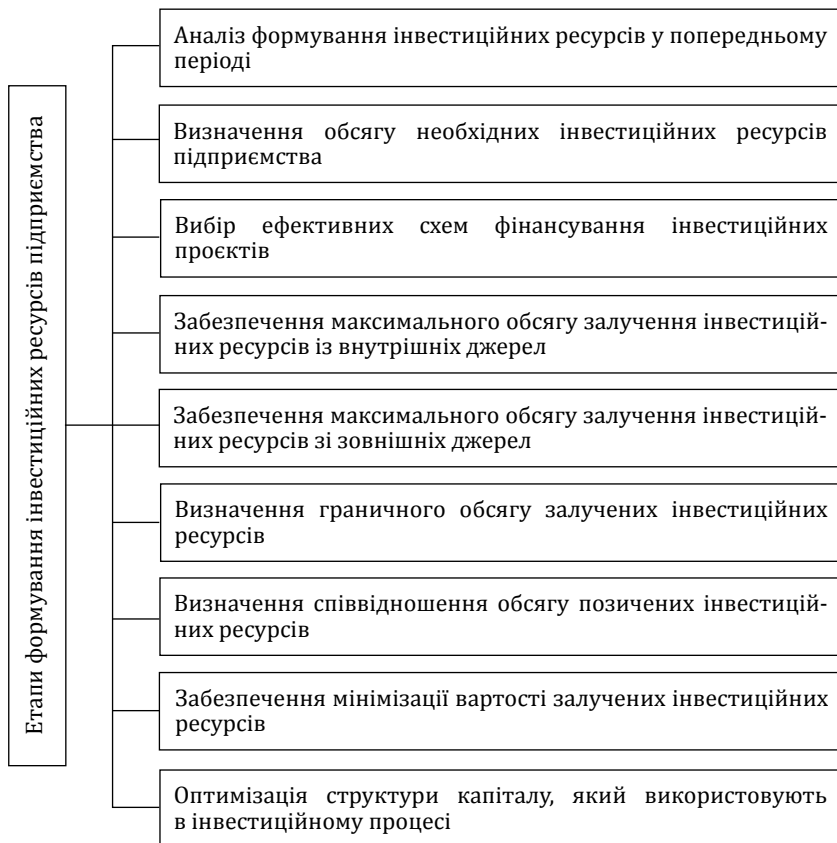 Етапи формування інвестиційних ресурсів підприємства
Аналіз формування інвестиційних ресурсів у попередньому
періоді
Визначення обсягу необхідних інвестиційних ресурсів
підприємства
Вибір ефективних схем фінансування інвестиційних
проєктів
Забезпечення максимального обсягу залучення інвестицій-
них ресурсів із внутрішніх джерел
Забезпечення максимального обсягу залучення інвестицій-
них ресурсів зі зовнішніх джерел
Визначення граничного обсягу залучених інвестиційних
ресурсів
Визначення співвідношення обсягу позичених інвестицій-
них ресурсів
Забезпечення мінімізації вартості залучених інвестиційних
ресурсів
Оптимізація структури капіталу, який використовують
в інвестиційному процесі